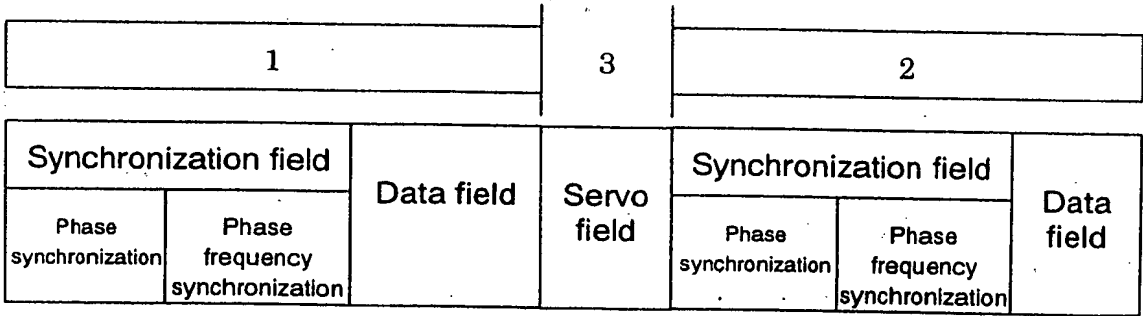 1
3
2
Synchronization field
Phase
synchronization
Phase
frequency
synchronization
Data field
Servo
field
Synchronization field
Phase
synchronization
Phase
frequency
synchronization
Data
field